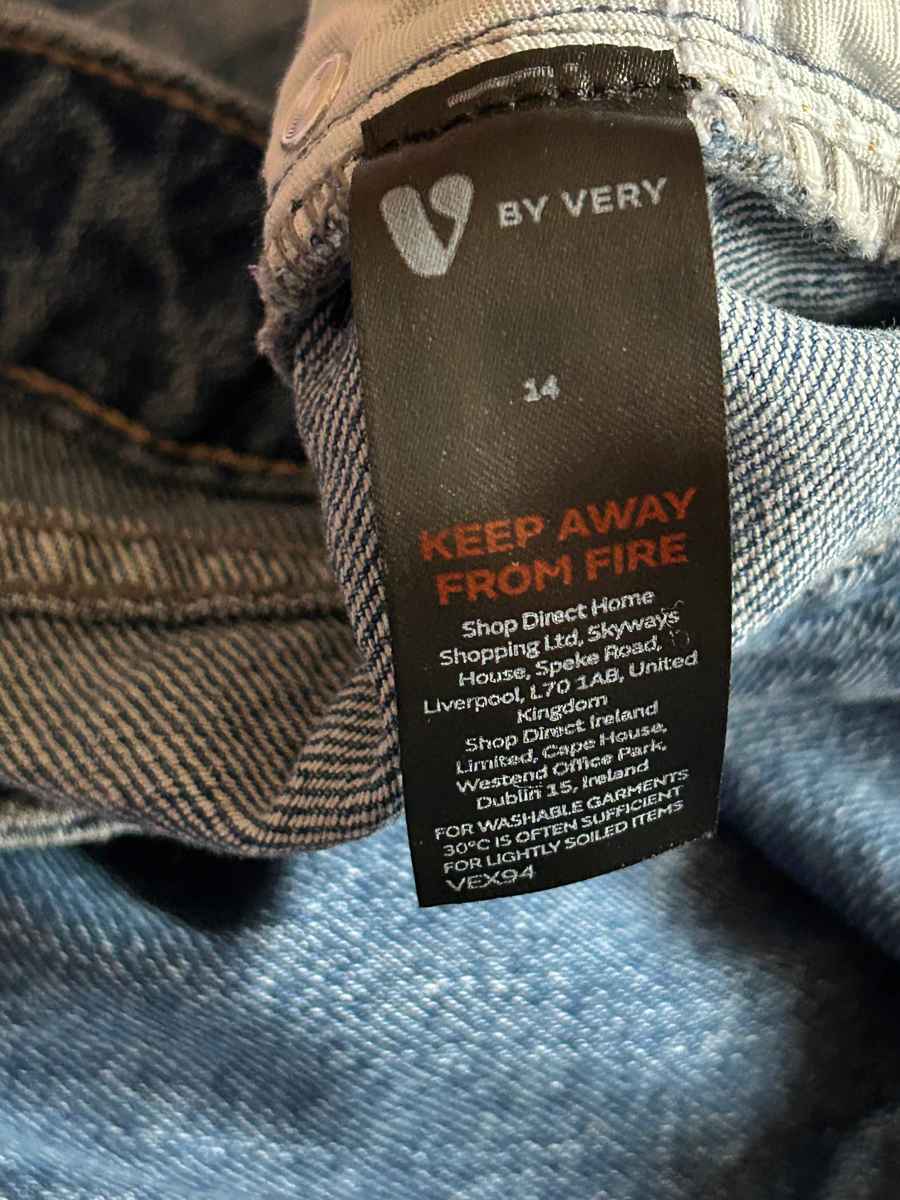 V BY VERY
14
KEEP AWAY
FROM FIRE
Shop Direct Home
Shopping Ltd, Skyways
House, Speke Road,
Liverpool, L70 1AB, United
Kingdom
Shop Direct Ireland
Limited, Cape House,
Westend Office Park,
Dublin 15, Ireland
FOR WASHABLE GARMENTS
30°C IS OFTEN SUFFICIENT
FOR LIGHTLY SOILED ITEMS
VEX94